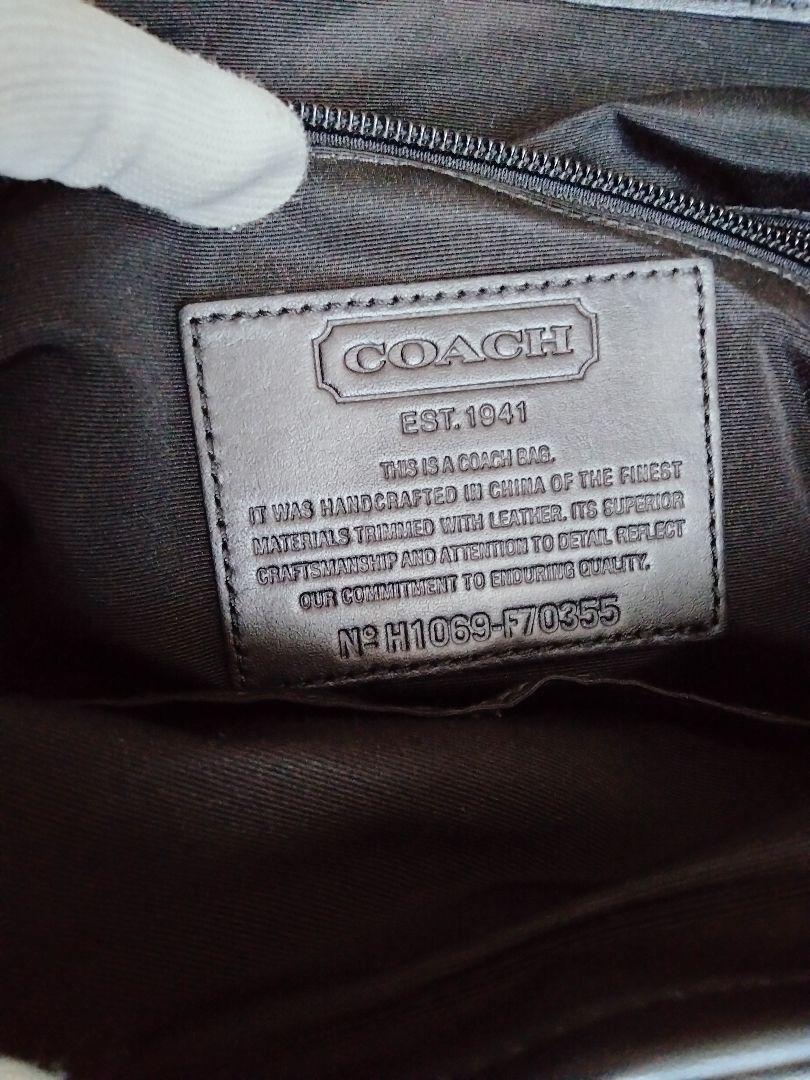 COACH
EST. 1941
THIS IS A COACH BAG.
IT WAS HANDCRAFTED IN CHINA OF THE FINEST
MATERIALS TRIMMED WITH LEATHER. ITS SUPERIOR
CRAFTSMANSHIP AND ATTENTION TO DETAIL REFLECT
OUR COMMITMENT TO ENDURING QUALITY.
Nº H1069-F70355